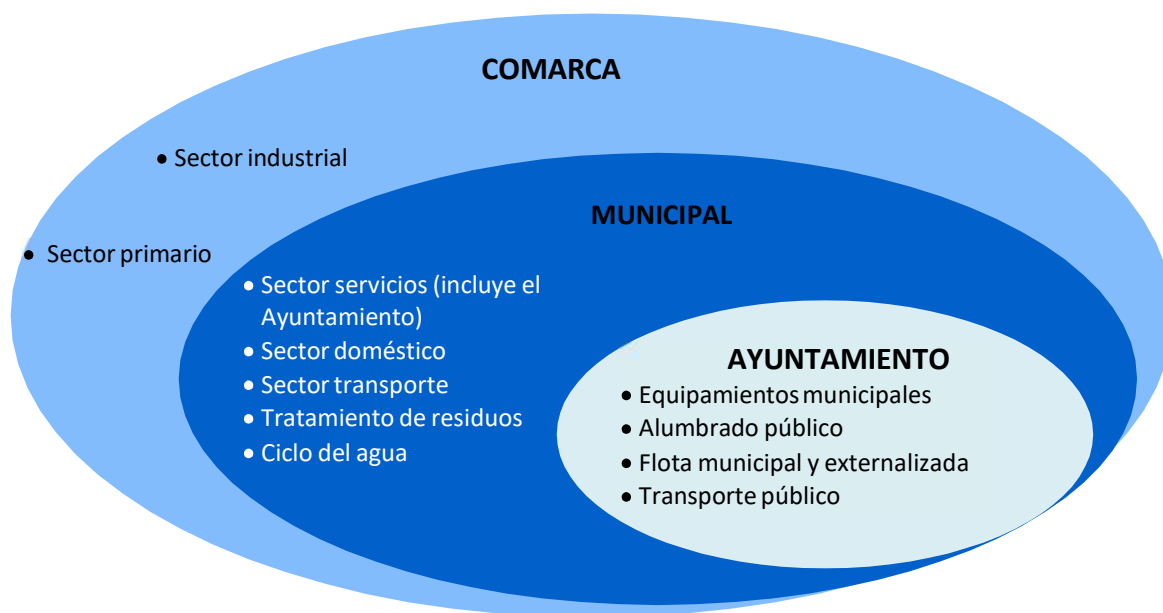 COMARCA
• Sector industrial
• Sector primario
MUNICIPAL
• Sector servicios (incluye el
Ayuntamiento)
• Sector doméstico
• Sector transporte
• Tratamiento de residuos
• Ciclo del agua
AYUNTAMIENTO
• Equipamientos municipales
• Alumbrado público
• Flota municipal y externalizada
• Transporte público